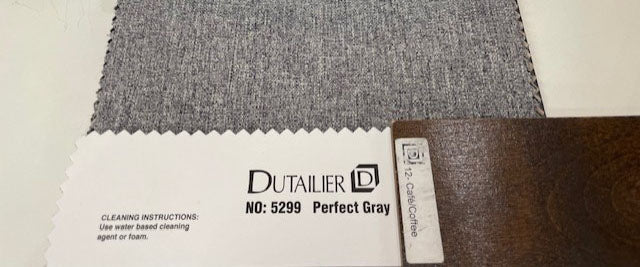 DUTAILIER D
NO: 5299 Perfect Gray
CLEANING INSTRUCTIONS:
Use water based cleaning
agent or foam.
D
12- Café/Coffee